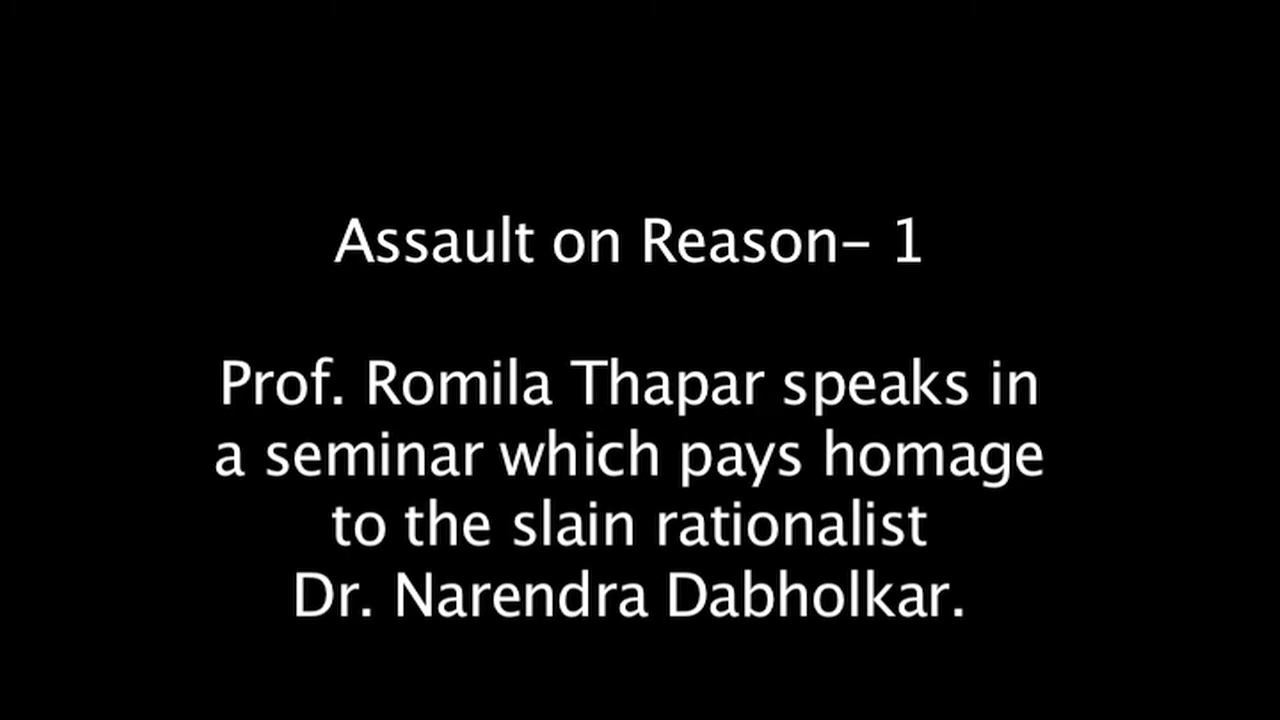 Assault on Reason- 1
Prof. Romila Thapar speaks in
a seminar which pays homage
to the slain rationalist
Dr. Narendra Dabholkar.